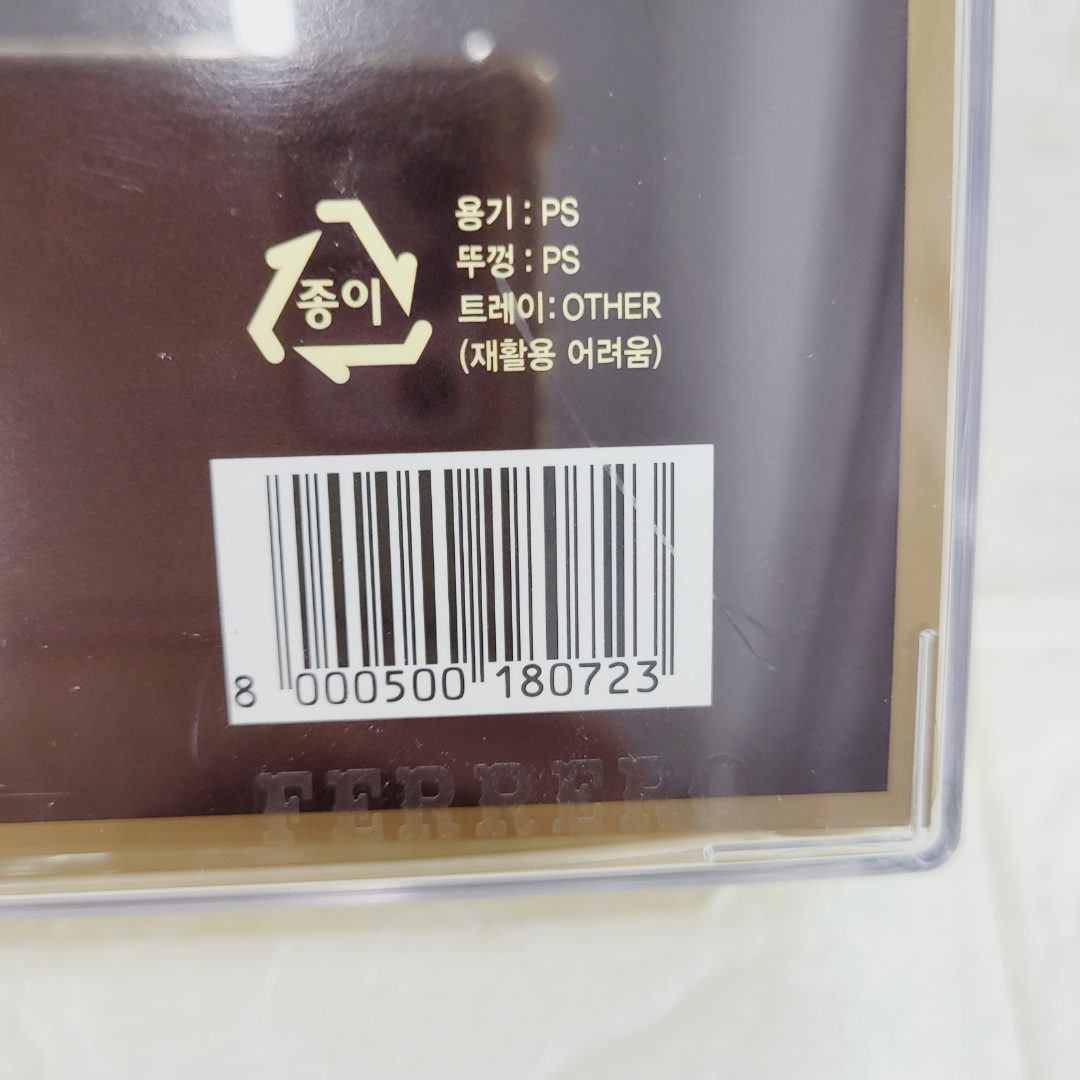 종이
용기 : PS
뚜껑 : PS
트레이: OTHER
(재활용 어려움)
8 000500 180723
FERRERO